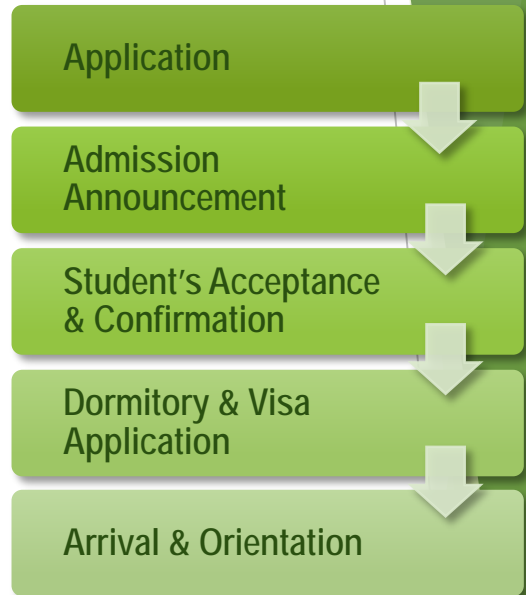 Application
Admission
Announcement
Student’s Acceptance
& Confirmation
Dormitory & Visa
Application
Arrival & Orientation